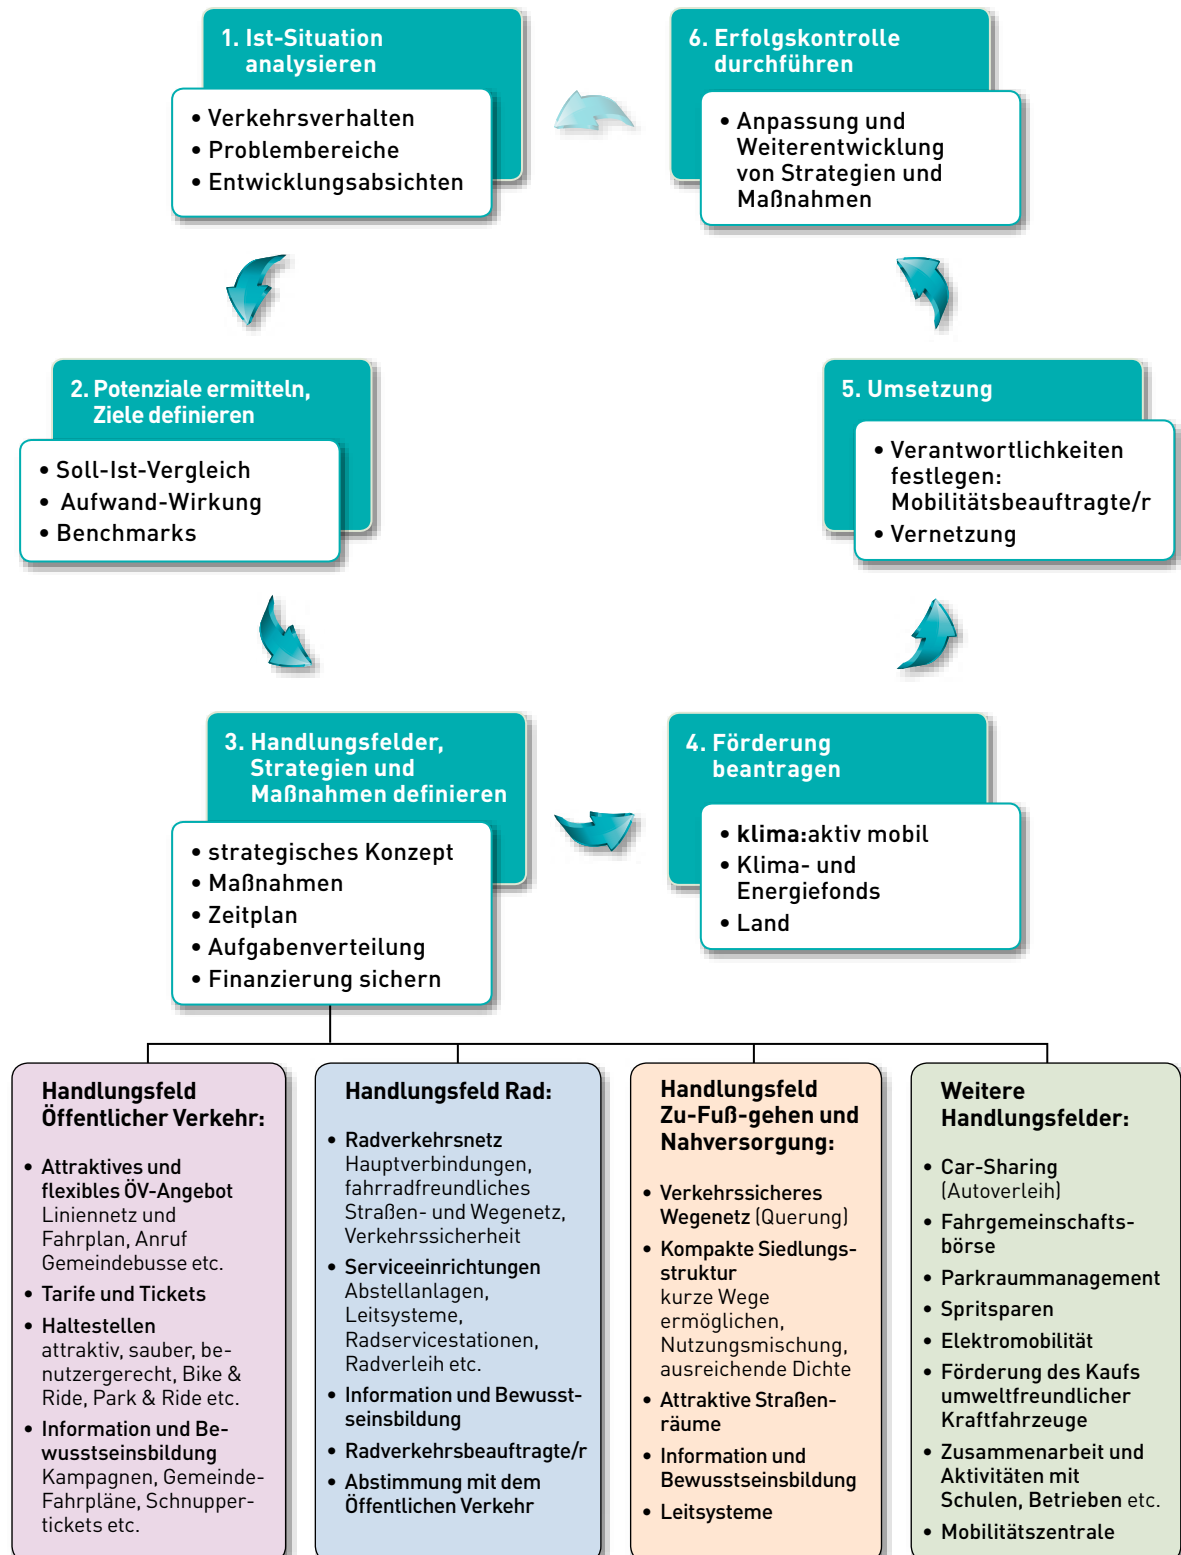 1. Ist-Situation
analysieren
• Verkehrsverhalten
• Problembereiche
• Entwicklungsabsichten
6. Erfolgskontrolle
durchführen
• Anpassung und
Weiterentwicklung
von Strategien und
Maßnahmen
2. Potenziale ermitteln,
Ziele definieren
• Soll-Ist-Vergleich
• Aufwand-Wirkung
• Benchmarks
5. Umsetzung
• Verantwortlichkeiten
festlegen:
Mobilitätsbeauftragte/r
• Vernetzung
3. Handlungsfelder,
Strategien und
Maßnahmen definieren
• strategisches Konzept
• Maßnahmen
• Zeitplan
• Aufgabenverteilung
• Finanzierung sichern
4. Förderung
beantragen
• klima:aktiv mobil
• Klima- und
Energiefonds
• Land
Handlungsfeld
Öffentlicher Verkehr:
• Attraktives und
flexibles ÖV-Angebot
Liniennetz und
Fahrplan, Anruf
Gemeindebusse etc.
• Tarife und Tickets
• Haltestellen
attraktiv, sauber, be-
nutzergerecht, Bike &
Ride, Park & Ride etc.
• Information und Be-
wusstseinsbildung
Kampagnen, Gemeinde-
Fahrpläne, Schnupper-
tickets etc.
Handlungsfeld Rad:
• Radverkehrsnetz
Hauptverbindungen,
fahrradfreundliches
Straßen- und Wegenetz,
Verkehrssicherheit
• Serviceeinrichtungen
Abstellanlagen,
Leitsysteme,
Radservicestationen,
Radverleih etc.
• Information und Bewusst-
seinsbildung
• Radverkehrsbeauftragte/r
• Abstimmung mit dem
Öffentlichen Verkehr
Handlungsfeld
Zu-Fuß-gehen und
Nahversorgung:
• Verkehrssicheres
Wegenetz (Querung)
• Kompakte Siedlungs-
struktur
kurze Wege
ermöglichen,
Nutzungsmischung,
ausreichende Dichte
• Attraktive Straßen-
räume
• Information und
Bewusstseinsbildung
• Leitsysteme
Weitere
Handlungsfelder:
• Car-Sharing
(Autoverleih)
• Fahrgemeinschafts-
börse
• Parkraummanagement
• Spritsparen
• Elektromobilität
• Förderung des Kaufs
umweltfreundlicher
Kraftfahrzeuge
• Zusammenarbeit und
Aktivitäten mit
Schulen, Betrieben etc.
• Mobilitätszentrale